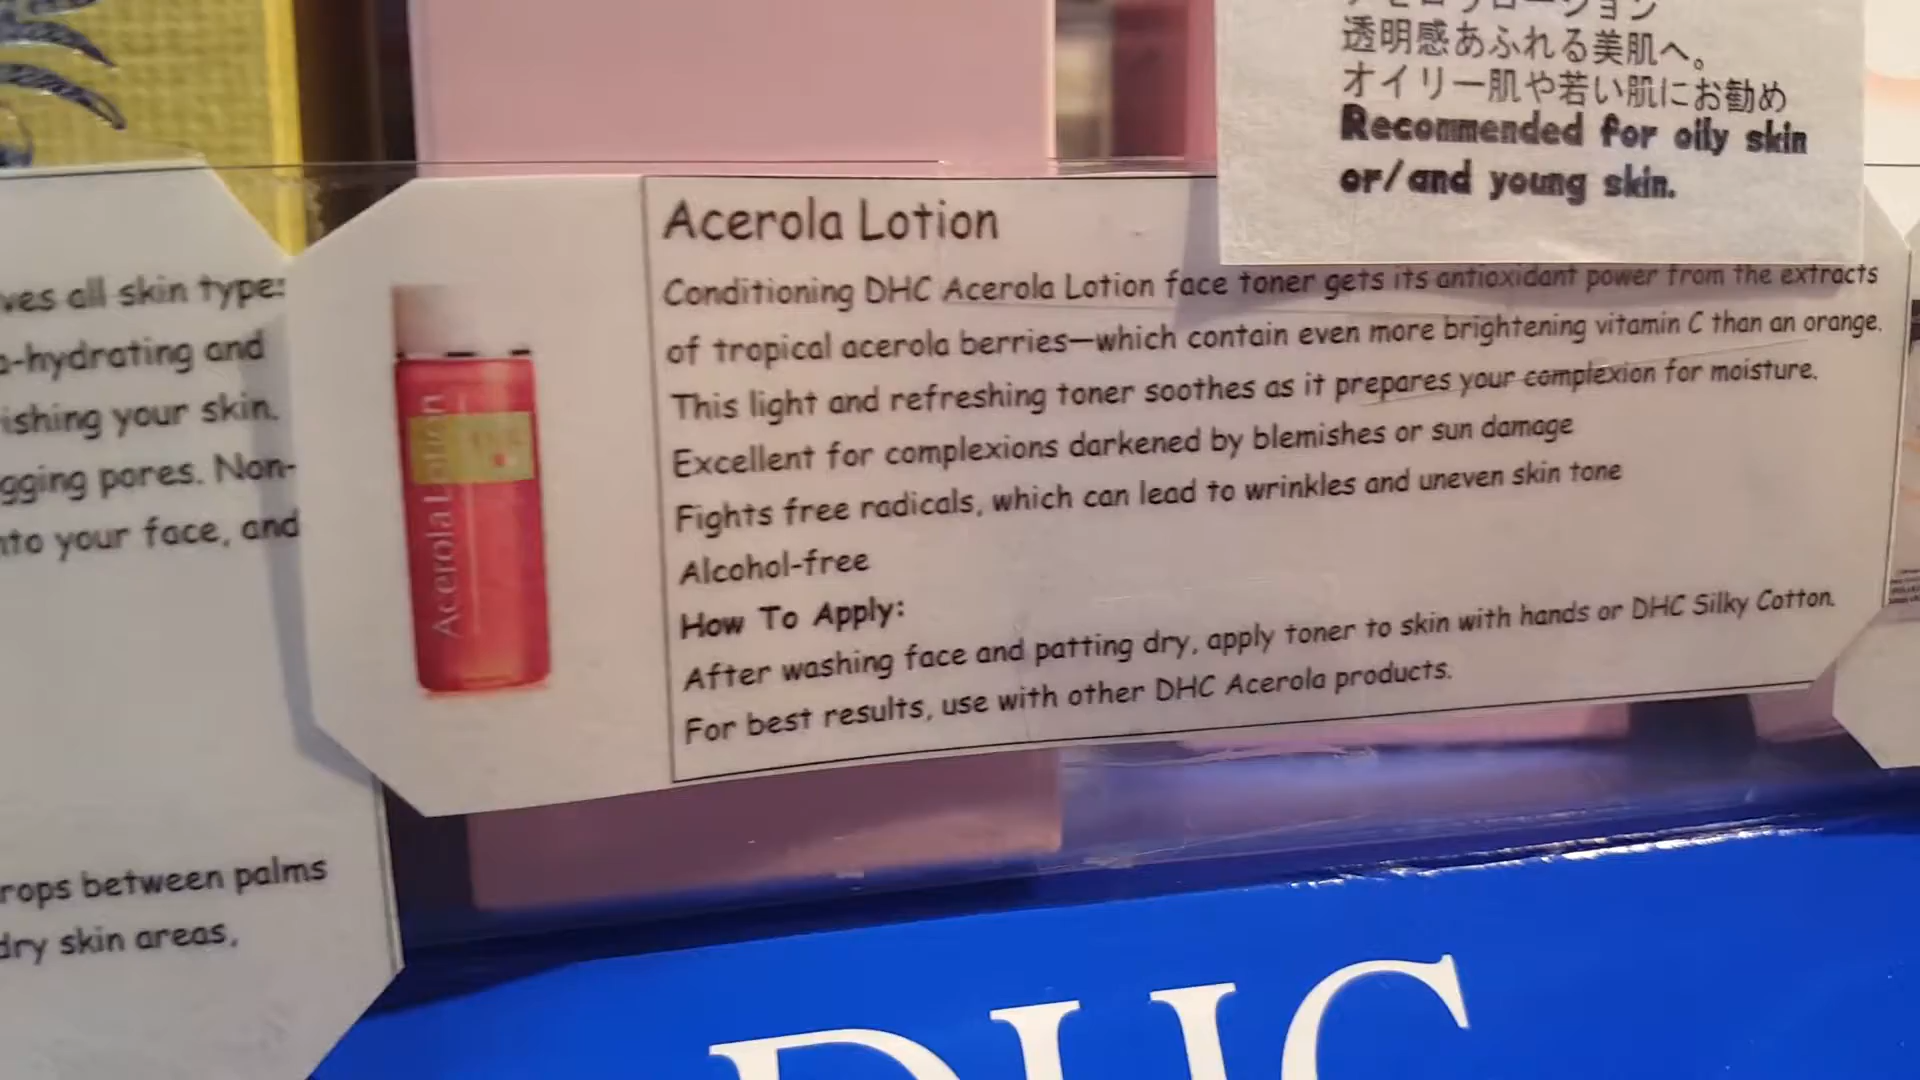 透明感あふれる美肌へ。
オイリー肌や若い肌にお勧め
Recommended for oily skin
or/and young skin.
Acerola Lotion
Conditioning DHC Acerola Lotion face toner gets its antioxidant power from the extracts
of tropical acerola berries—which contain even more brightening vitamin C than an orange.
This light and refreshing toner soothes as it prepares your complexion for moisture.
Excellent for complexions darkened by blemishes or sun damage
Fights free radicals, which can lead to wrinkles and uneven skin tone
Alcohol-free
How To Apply:
After washing face and patting dry, apply toner to skin with hands or DHC Silky Cotton.
For best results, use with other DHC Acerola products.
Acerola Lotion
all skin
hydrating and
your skin.
pores. Non-
your face, and
between palms
dry skin areas,
DHC